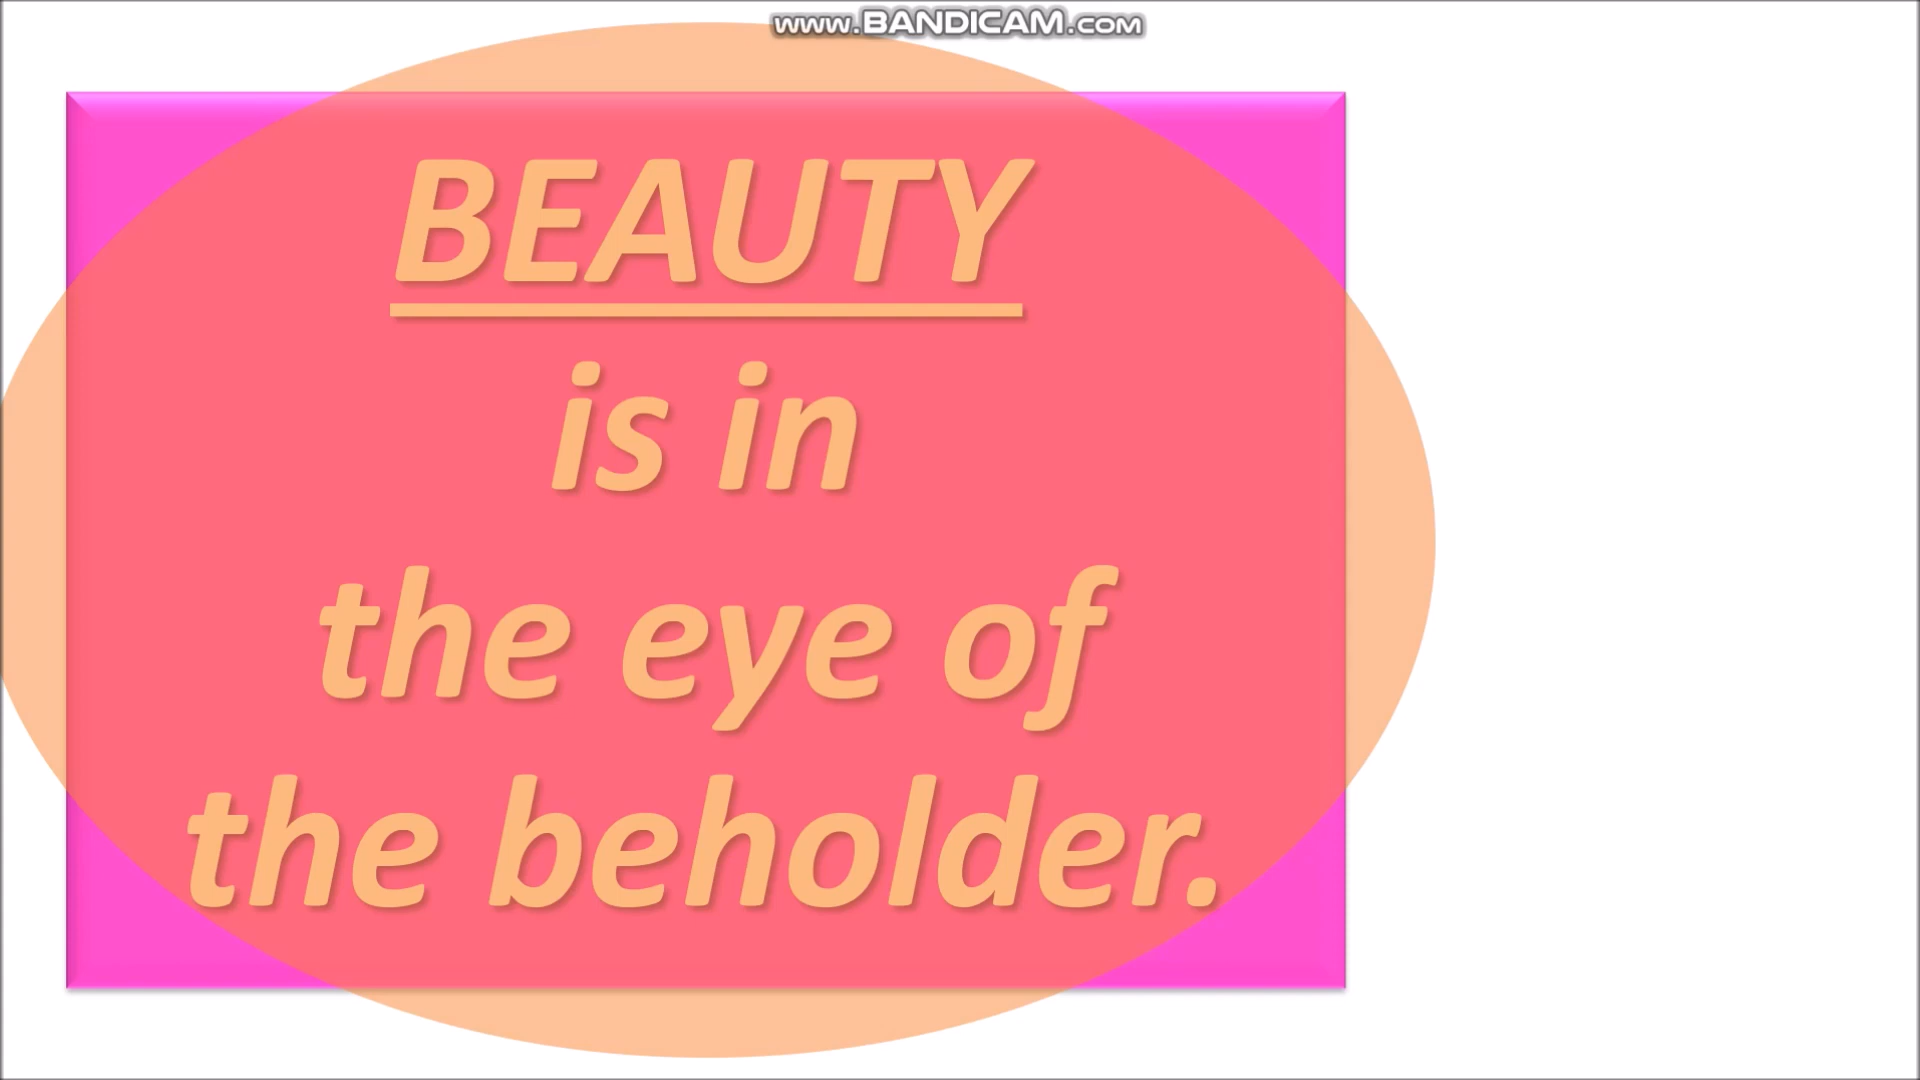 www.BANDICAM.com
BEAUTY
is in
the eye of
the beholder.